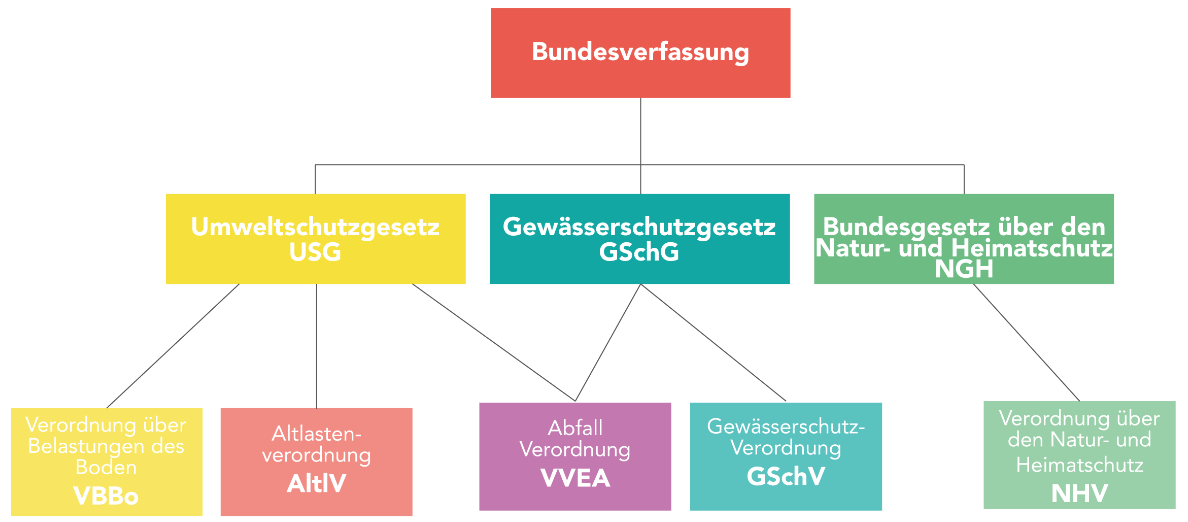 Bundesverfassung
Umweltschutzgesetz
USG
Gewässerschutzgesetz
GSchG
Bundesgesetz über den
Natur- und Heimatschutz
NGH
Verordnung über
Belastungen des
Boden
VBBo
Altlasten-
verordnung
AltlV
Abfall
Verordnung
VVEA
Gewässerschutz-
Verordnung
GSchV
Verordnung über
den Natur- und
Heimatschutz
NHV